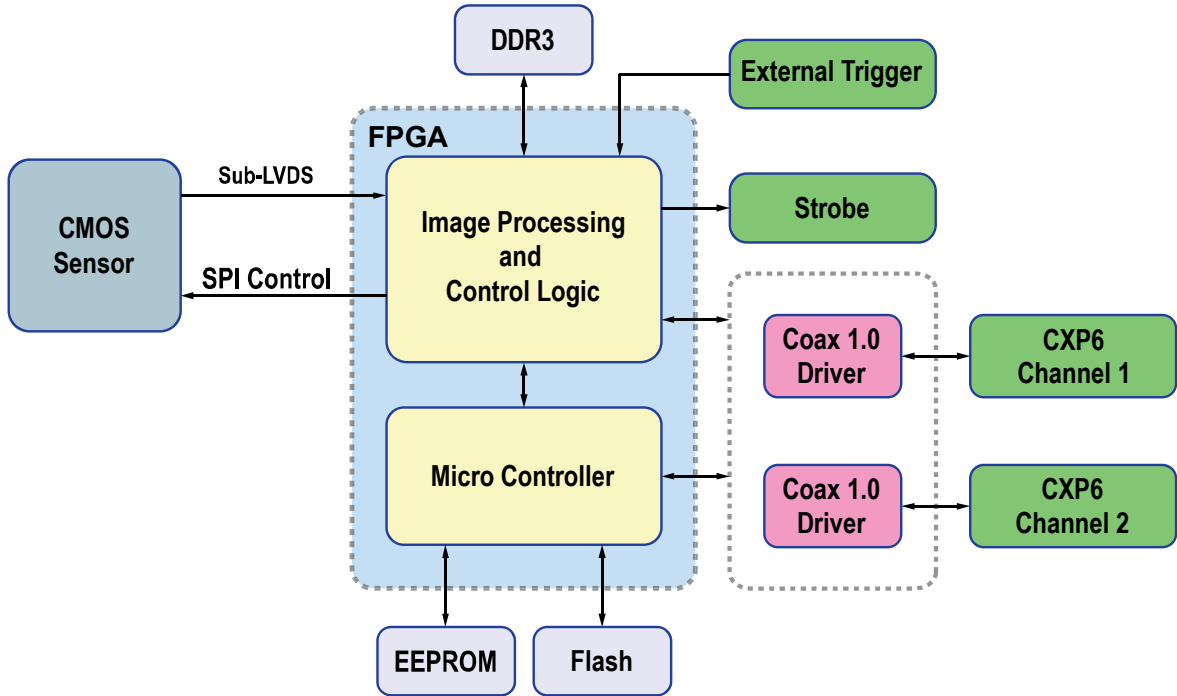 DDR3
External Trigger
FPGA
CMOS
Sensor
Sub-LVDS
SPI Control
Image Processing
and
Control Logic
Strobe
Coax 1.0
Driver
CXP6
Channel 1
Micro Controller
Coax 1.0
Driver
CXP6
Channel 2
EEPROM
Flash